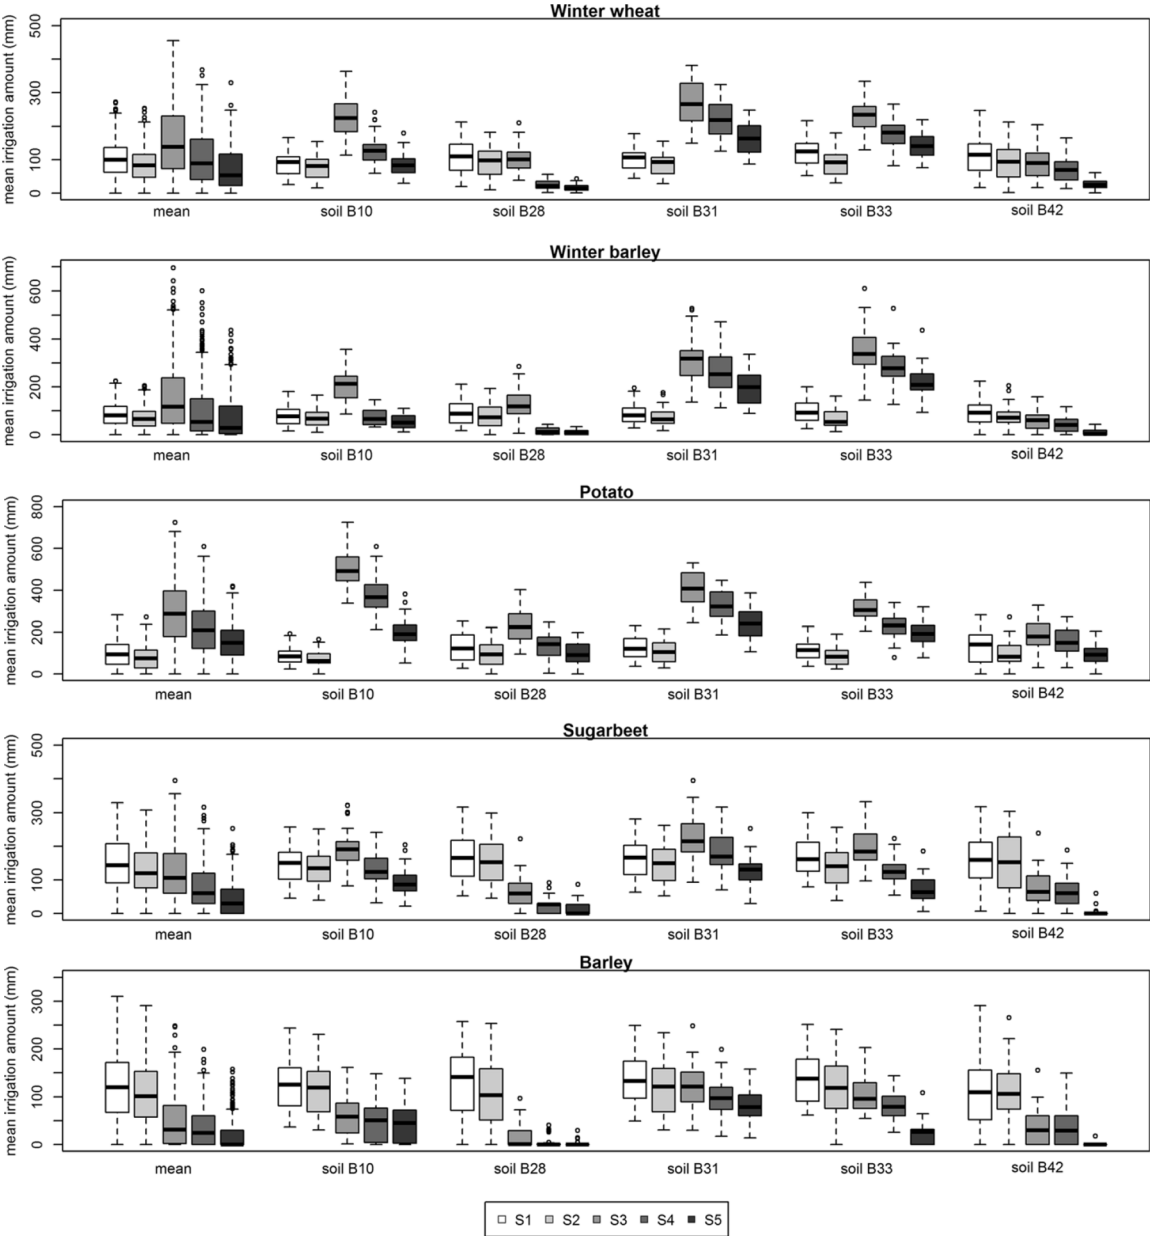 Winter wheat
mean irrigation amount (mm)
500
300
100
0
mean soil B10 soil B28 soil B31 soil B33 soil B42
Winter barley
mean irrigation amount (mm)
600
400
200
0
mean soil B10 soil B28 soil B31 soil B33 soil B42
Potato
mean irrigation amount (mm)
800
600
400
200
0
mean soil B10 soil B28 soil B31 soil B33 soil B42
Sugarbeet
mean irrigation amount (mm)
500
300
100
0
mean soil B10 soil B28 soil B31 soil B33 soil B42
Barley
mean irrigation amount (mm)
300
200
100
0
mean soil B10 soil B28 soil B31 soil B33 soil B42
S1 S2 S3 S4 S5